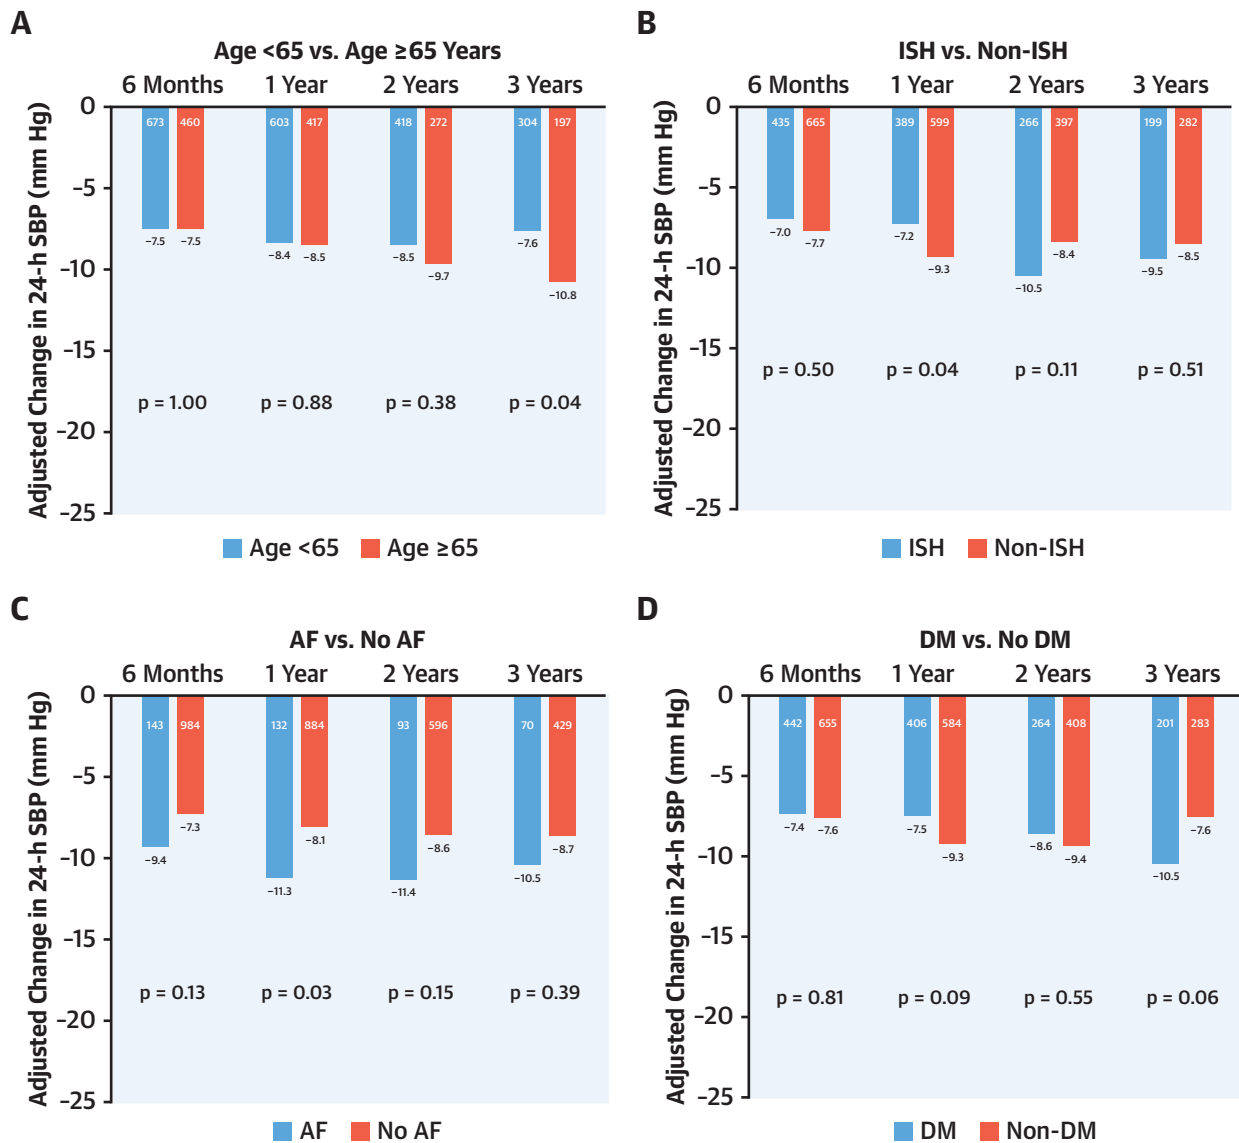 A
Age <65 vs. Age ≥65 Years
6 Months 1 Year 2 Years 3 Years
Adjusted Change in 24-h SBP (mm Hg)
0
–5
–10
–15
–20
–25
673 460 603 417 418 272 304 197
–7.5 –7.5 –8.4 –8.5 –8.5 –9.7 –7.6 –10.8
p = 1.00 p = 0.88 p = 0.38 p = 0.04
Age <65 Age ≥65
B
ISH vs. Non-ISH
6 Months 1 Year 2 Years 3 Years
Adjusted Change in 24-h SBP (mm Hg)
0
–5
–10
–15
–20
–25
435 665 389 599 266 397 199 282
–7.0 –7.7 –7.2 –9.3 –10.5 –8.4 –9.5 –8.5
p = 0.50 p = 0.04 p = 0.11 p = 0.51
ISH Non-ISH
C
AF vs. No AF
6 Months 1 Year 2 Years 3 Years
Adjusted Change in 24-h SBP (mm Hg)
0
–5
–10
–15
–20
–25
143 984 132 884 93 596 70 429
–9.4 –7.3 –11.3 –8.1 –11.4 –8.6 –10.5 –8.7
p = 0.13 p = 0.03 p = 0.15 p = 0.39
AF No AF
D
DM vs. No DM
6 Months 1 Year 2 Years 3 Years
Adjusted Change in 24-h SBP (mm Hg)
0
–5
–10
–15
–20
–25
442 655 406 584 264 408 201 283
–7.4 –7.6 –7.5 –9.3 –8.6 –9.4 –10.5 –7.6
p = 0.81 p = 0.09 p = 0.55 p = 0.06
DM Non-DM